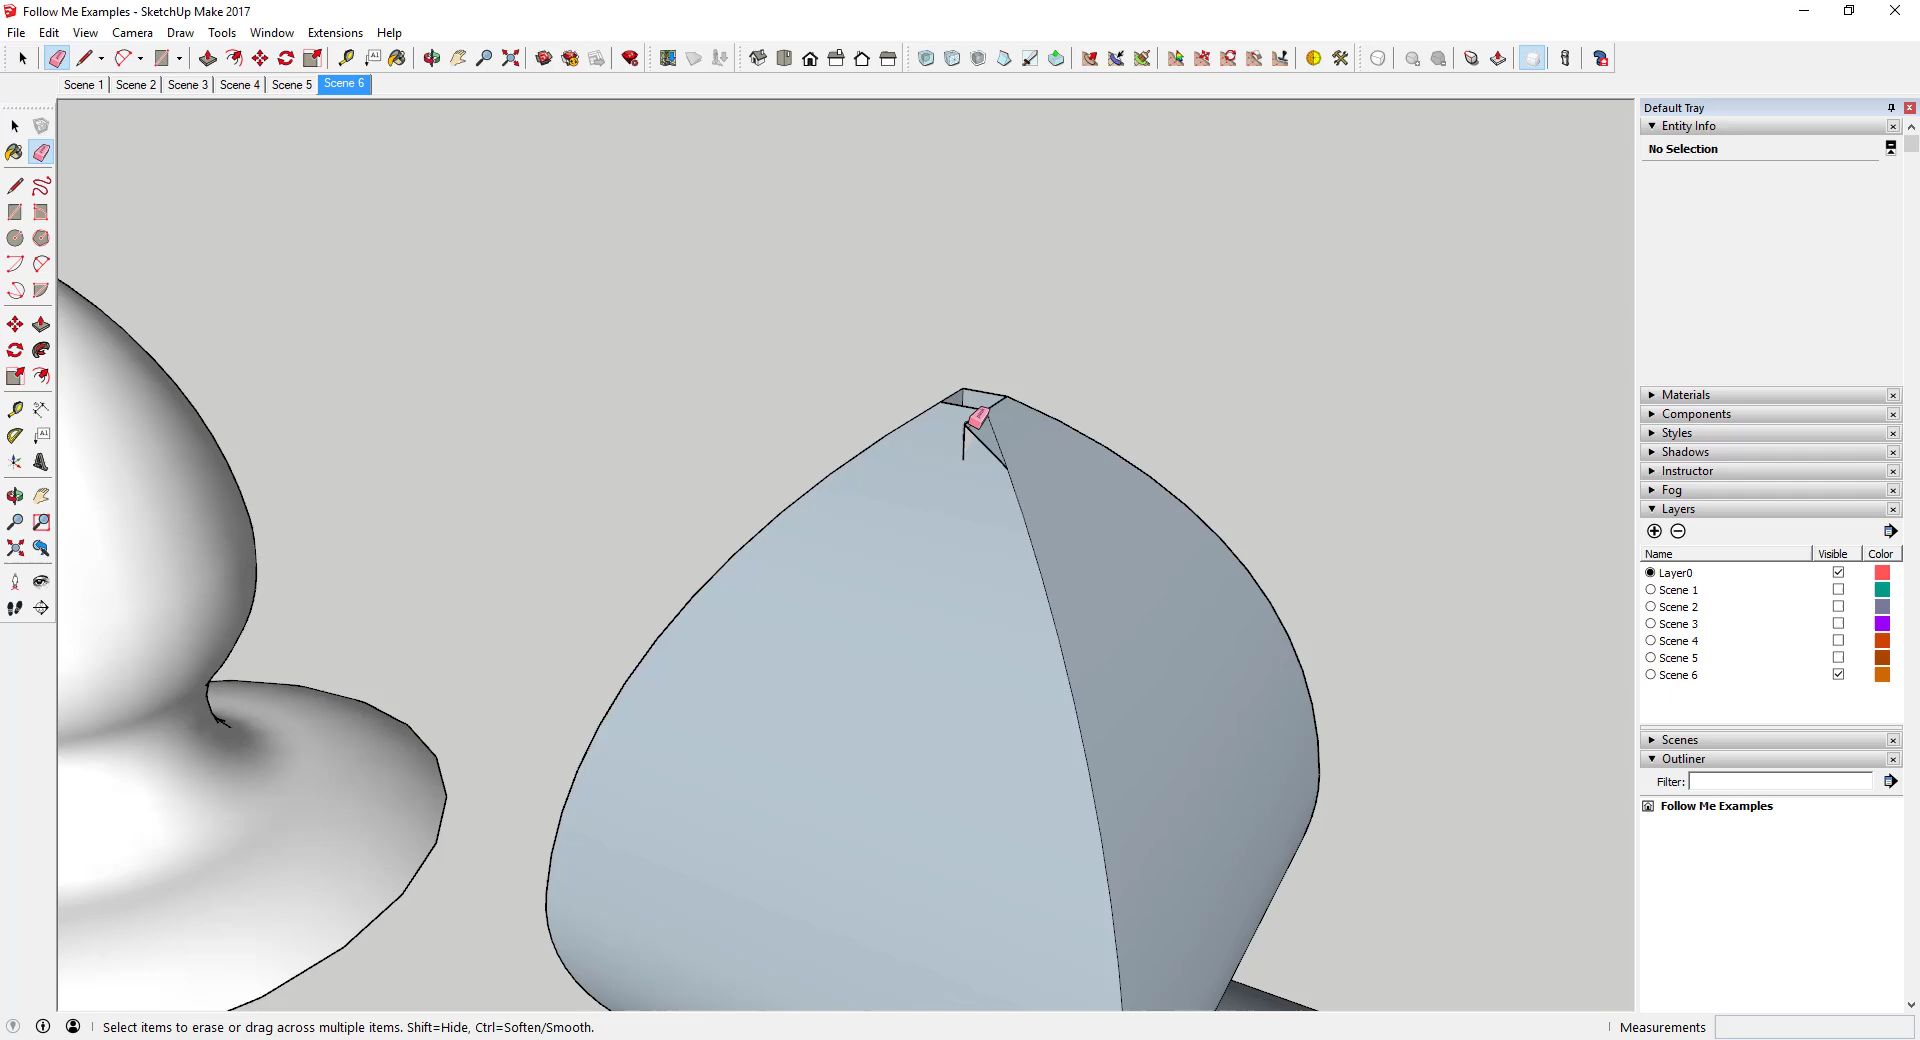 Follow Me Examples - SketchUp Make 2017
File Edit View Camera Draw Tools Window Extensions Help
Scene 1 Scene 2 Scene 3 Scene 4 Scene 5 Scene 6
Default Tray
Entity Info
No Selection
Materials
Components
Styles
Shadows
Instructor
Fog
Layers
Name Visible Color
Layer0
Scene 1
Scene 2
Scene 3
Scene 4
Scene 5
Scene 6
Scenes
Outliner
Filter:
Follow Me Examples
Select items to erase or drag across multiple items. Shift=Hide, Ctrl=Soften/Smooth.
Measurements